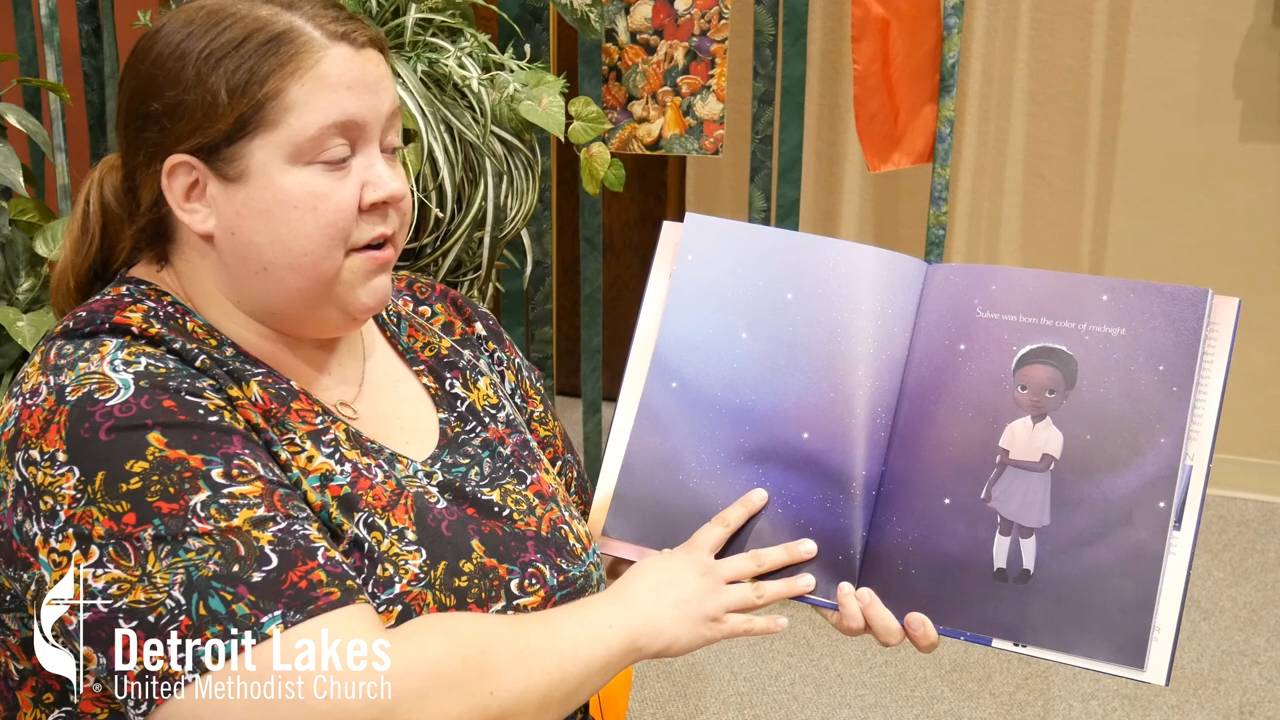 Sulwe was born the color of midnight.
Detroit Lakes
® United Methodist Church